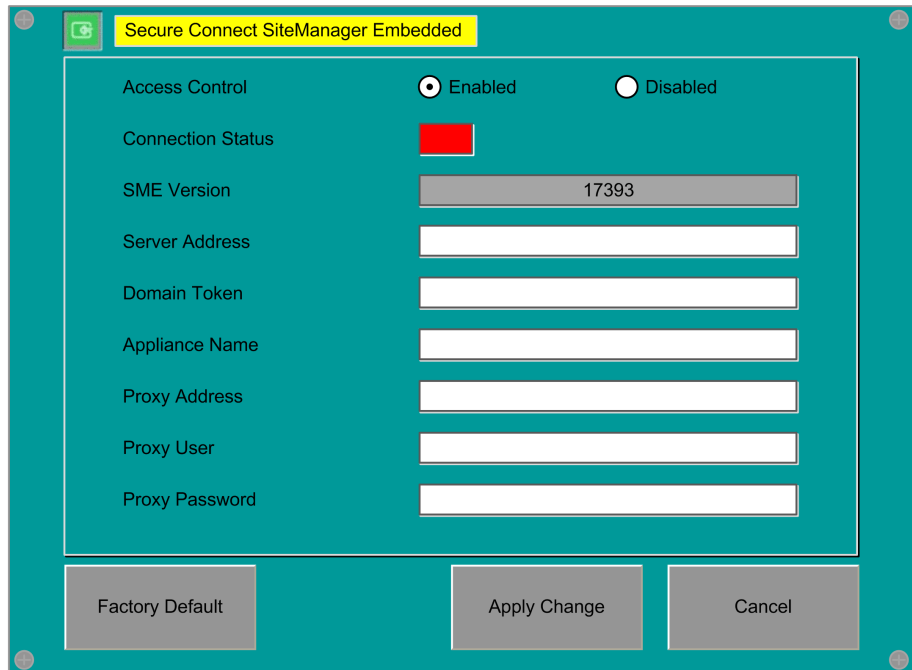 Secure Connect SiteManager Embedded
Access Control Enabled Disabled
Connection Status
SME Version 17393
Server Address
Domain Token
Appliance Name
Proxy Address
Proxy User
Proxy Password
Factory Default Apply Change Cancel